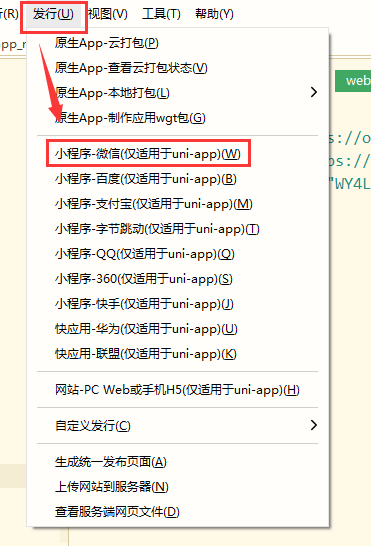 行(R) 发行(U) 视图(V) 工具(T) 帮助(Y)
原生App-云打包(P)
原生App-查看云打包状态(V)
原生App-本地打包(L)
原生App-制作应用wgt包(G)
小程序-微信(仅适用于uni-app)(W)
小程序-百度(仅适用于uni-app)(B)
小程序-支付宝(仅适用于uni-app)(M)
小程序-字节跳动(仅适用于uni-app)(T)
小程序-QQ(仅适用于uni-app)(Q)
小程序-360(仅适用于uni-app)(S)
小程序-快手(仅适用于uni-app)(J)
快应用-华为(仅适用于uni-app)(U)
快应用-联盟(仅适用于uni-app)(K)
网站-PC Web或手机H5(仅适用于uni-app)(H)
自定义发行(C)
生成统一发布页面(A)
上传网站到服务器(N)
查看服务端网页文件(D)
web
s://o
ps://
"WY4L